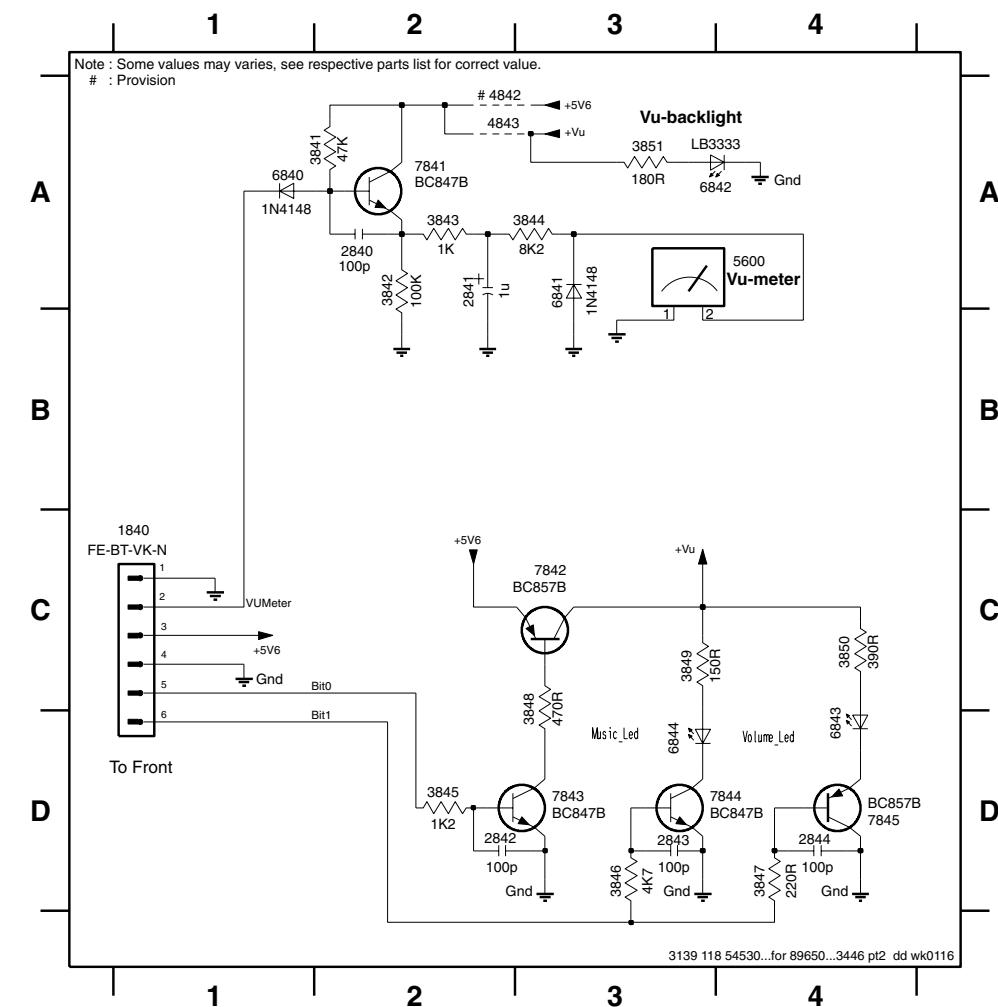 1 2 3 4
Note : Some values may varies, see respective parts list for correct value.
# : Provision
A
A
B
B
C
C
D
D
# 4842
+5V6
4843
+Vu
Vu-backlight
3851
180R
LB3333
6842
Gnd
3841
47K
7841
BC847B
6840
1N4148
2840
100p
3843
1K
3844
8K2
3842
100K
2841
+
1u
6841
1N4148
5600
Vu-meter
1
2
1840
FE-BT-VK-N
1
2
VUMeter
3
+5V6
4
Gnd
5
Bit0
6
Bit1
To Front
+5V6
7842
BC857B
+Vu
3848
470R
3849
150R
3850
390R
Music_Led
6844
Volume_Led
6843
3845
1K2
7843
BC847B
7844
BC847B
BC857B
7845
2842
100p
Gnd
2843
100p
3846
4K7
Gnd
2844
100p
3847
220R
Gnd
3139 118 54530...for 89650...3446 pt2 dd wk0116
1 2 3 4